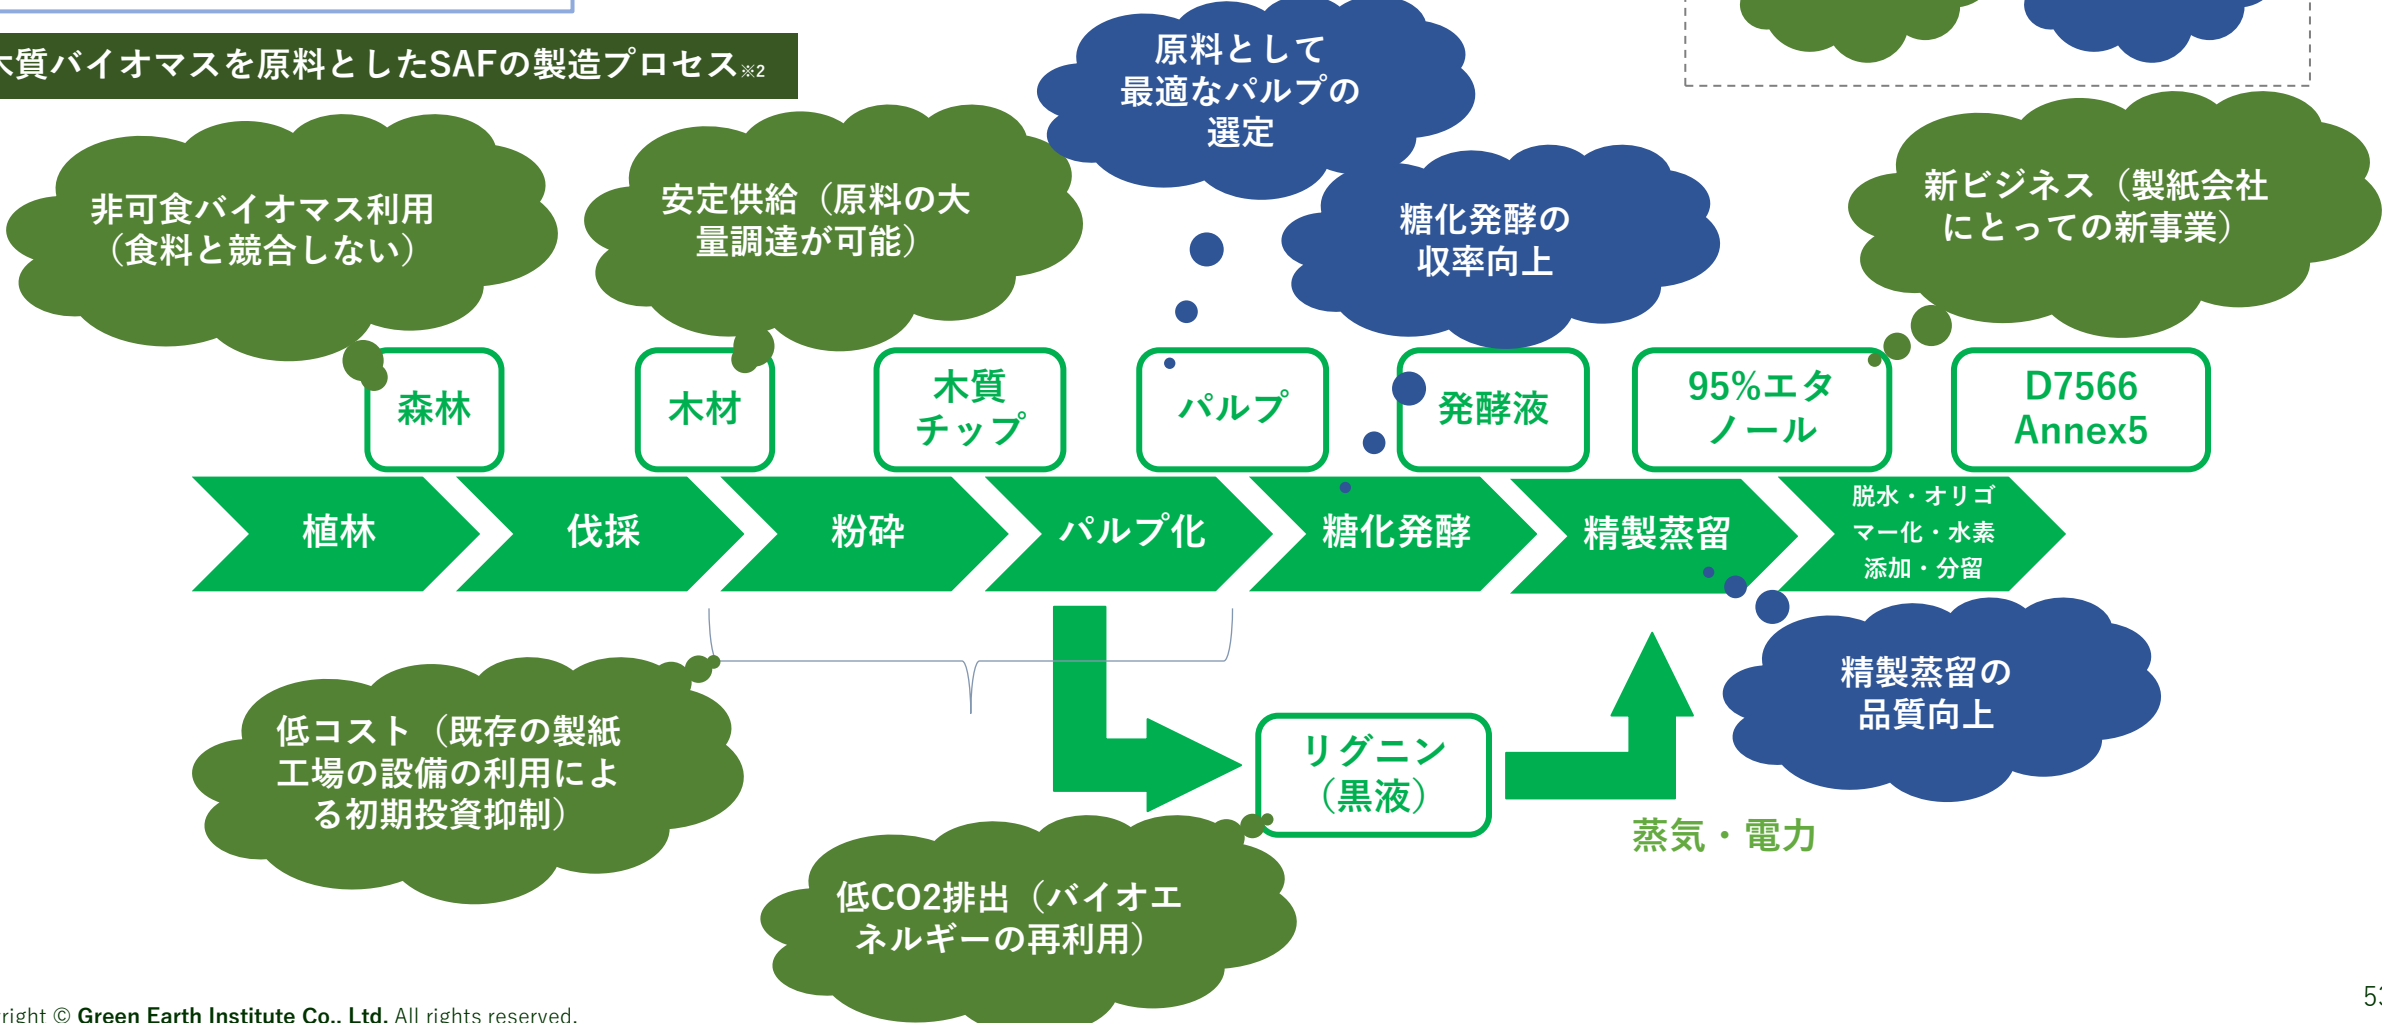 木質バイオマスを原料としたSAFの製造プロセス※2
原料として
最適なパルプの
選定
非可食バイオマス利用
（食料と競合しない）
安定供給（原料の大
量調達が可能）
糖化発酵の
収率向上
新ビジネス（製紙会社
にとっての新事業）
森林
木材
木質
チップ
パルプ
発酵液
95%エタ
ノール
D7566
Annex5
植林
伐採
粉砕
パルプ化
糖化発酵
精製蒸留
脱水・オリゴ
マー化・水素
添加・分留
低コスト（既存の製紙
工場の設備の利用によ
る初期投資抑制）
リグニン
（黒液）
精製蒸留の
品質向上
蒸気・電力
低CO2排出（バイオエ
ネルギーの再利用）
right © Green Earth Institute Co., Ltd. All rights reserved.
53